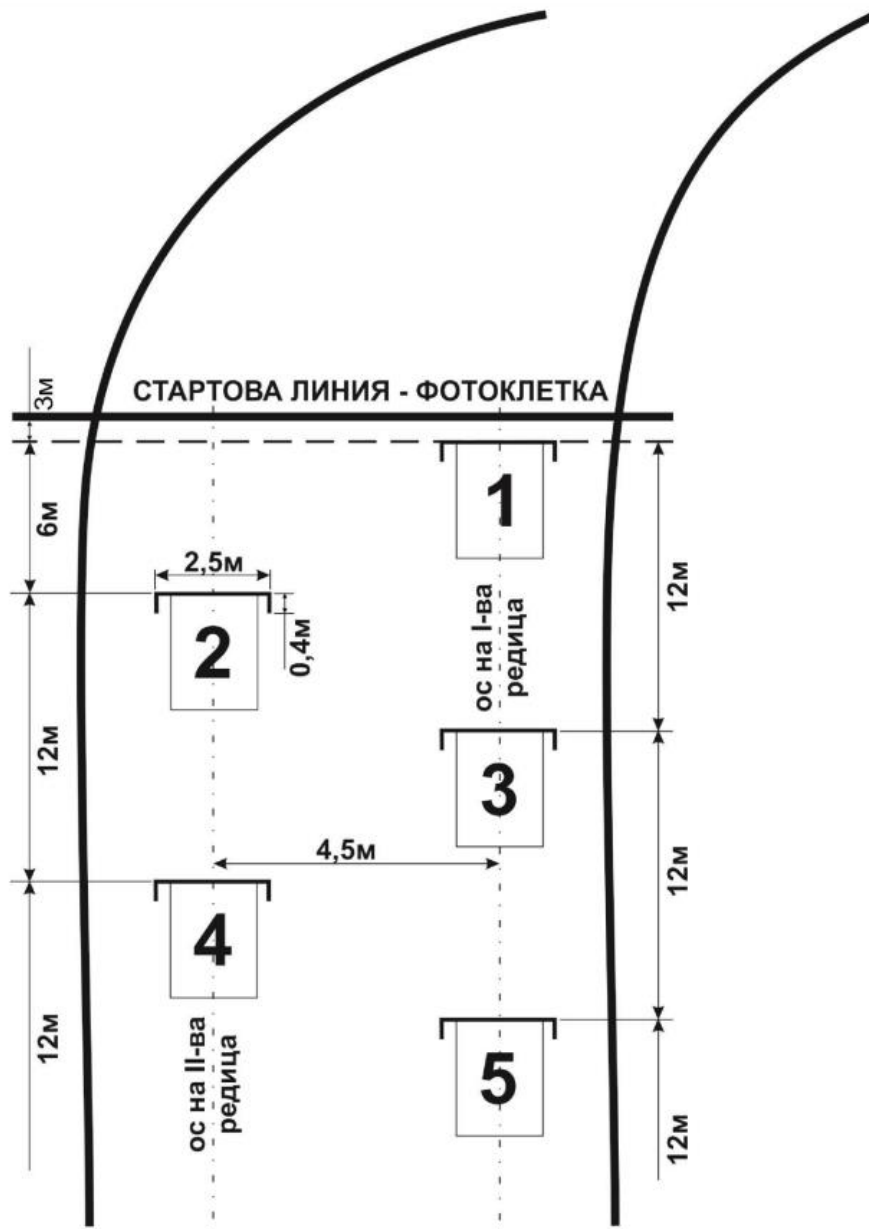 3м
СТАРТОВА ЛИНИЯ - ФОТОКЛЕТКА
6м
1
12м
2,5м
2
0,4м
ос на I-ва
редица
12м
3
4,5м
12м
4
12м
ос на II-ва
редица
5
12м